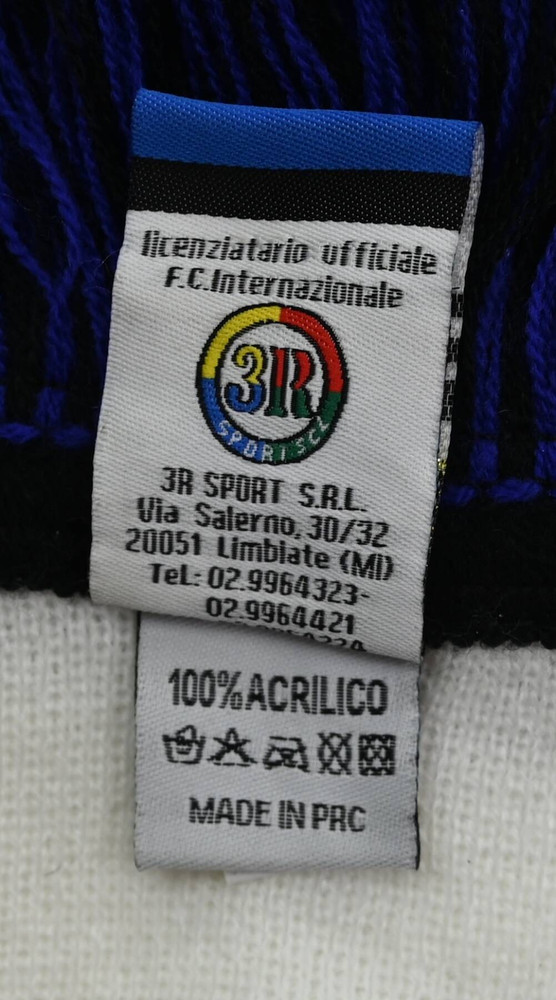 licenziatario ufficiale
F.C.Internazionale
3R
SPORT SCZ
3R SPORT S.R.L.
Via Salerno, 30/32
20051 Limbiate (MI)
TeL: 02.9964323-
02.9964421
100% ACRILICO
MADE IN PRC